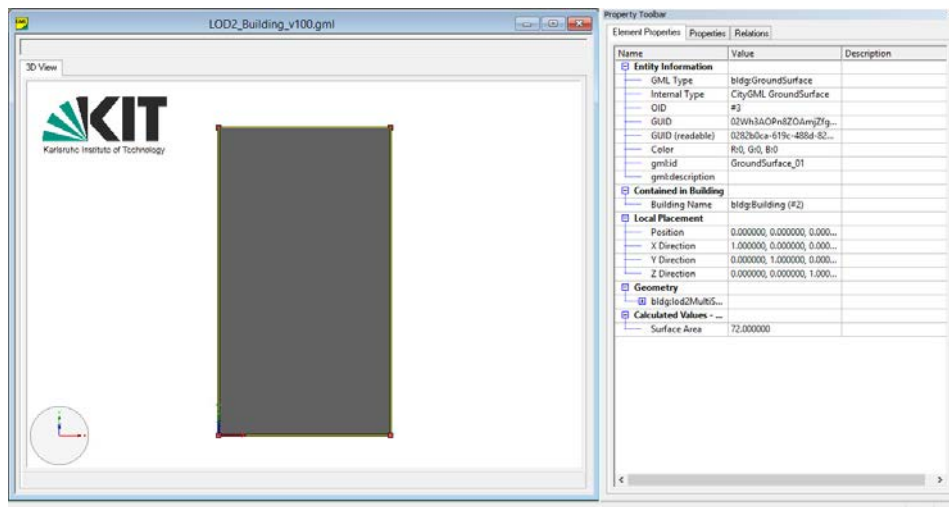 LOD2_Building_v100.gml
3D View
KIT
Karlsruhe Institute of Technology
Property Toolbar
Element Properties Properties Relations
Name Value Description
Entity Information
GML Type bldg:GroundSurface
Internal Type CityGML GroundSurface
OID #3
GUID 02Wh3AOPn8ZOAmjZfg...
GUID (readable) 0282b0ca-619c-488d-82...
Color R:0, G:0, B:0
gml:id GroundSurface_01
gml:description
Contained in Building
Building Name bldg:Building (#2)
Local Placement
Position 0.000000, 0.000000, 0.000...
X Direction 1.000000, 0.000000, 0.000...
Y Direction 0.000000, 1.000000, 0.000...
Z Direction 0.000000, 0.000000, 1.000...
Geometry
bldg:lod2MultiS...
Calculated Values - ...
Surface Area 72.000000